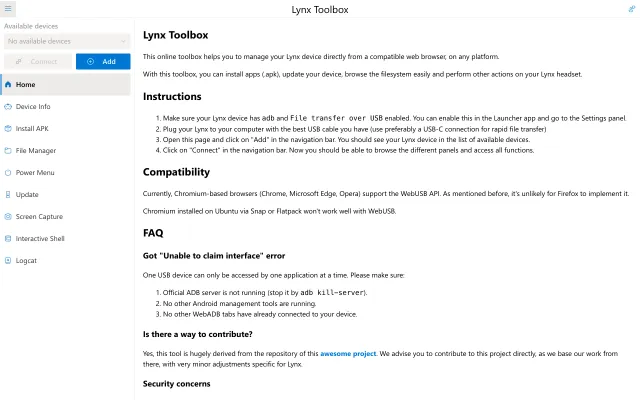 Lynx Toolbox
Available devices
No available devices
Connect
Add
Home
Device Info
Install APK
File Manager
Power Menu
Update
Screen Capture
Interactive Shell
Logcat
Lynx Toolbox
This online toolbox helps you to manage your Lynx device directly from a compatible web browser, on any platform.
With this toolbox, you can install apps (.apk), update your device, browse the filesystem easily and perform other actions on your Lynx headset.
Instructions
1. Make sure your Lynx device has adb and File transfer over USB enabled. You can enable this in the Launcher app and go to the Settings panel.
2. Plug your Lynx to your computer with the best USB cable you have (use preferably a USB-C connection for rapid file transfer)
3. Open this page and click on "Add" in the navigation bar. You should see your Lynx device in the list of available devices.
4. Click on "Connect" in the navigation bar. Now you should be able to browse the different panels and access all functions.
Compatibility
Currently, Chromium-based browsers (Chrome, Microsoft Edge, Opera) support the WebUSB API. As mentioned before, it's unlikely for Firefox to implement it.
Chromium installed on Ubuntu via Snap or Flatpack won't work well with WebUSB.
FAQ
Got "Unable to claim interface" error
One USB device can only be accessed by one application at a time. Please make sure:
1. Official ADB server is not running (stop it by adb kill-server).
2. No other Android management tools are running.
3. No other WebADB tabs have already connected to your device.
Is there a way to contribute?
Yes, this tool is hugely derived from the repository of this awesome project. We advise you to contribute to this project directly, as we base our work from
there, with very minor adjustments specific for Lynx.
Security concerns